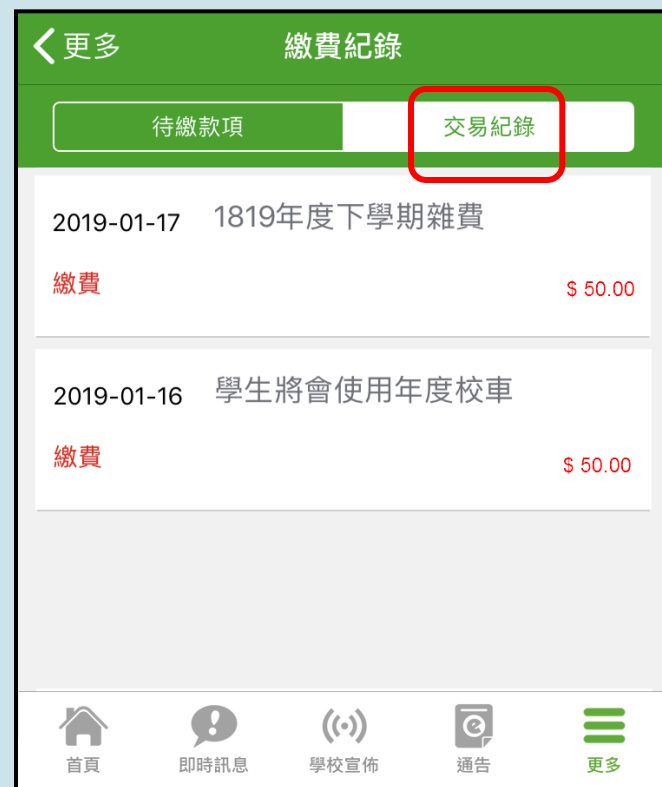 更多
繳費紀錄
待繳款項
交易紀錄
2019-01-17
1819年度下學期雜費
繳費
$ 50.00
2019-01-16
學生將會使用年度校車
繳費
$ 50.00
首頁
即時訊息
學校宣佈
通告
更多